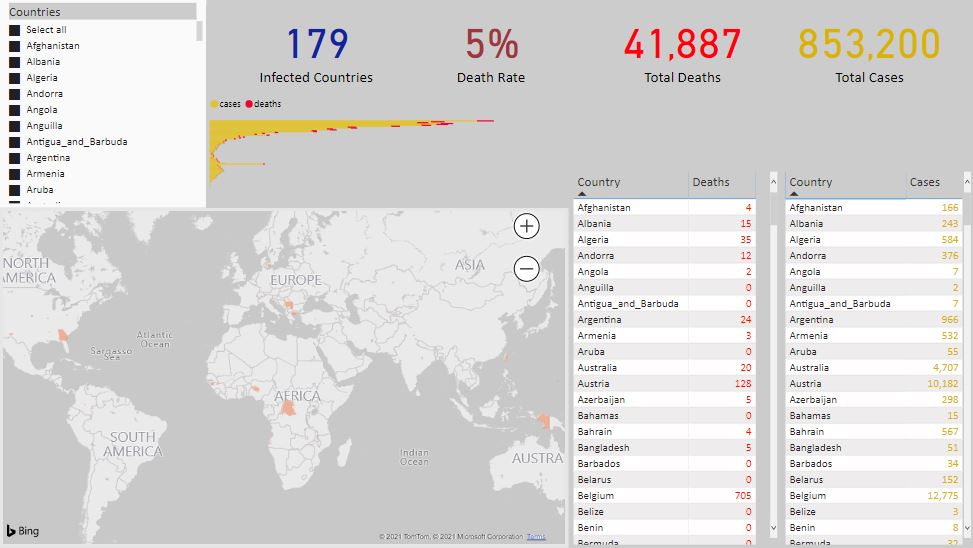 Countries
Select all
Afghanistan
Albania
Algeria
Andorra
Angola
Anguilla
Antigua_and_Barbuda
Argentina
Armenia
Aruba
179
Infected Countries
5%
Death Rate
41,887
Total Deaths
853,200
Total Cases
cases deaths
NORTH
AMERICA
EUROPE
ASIA
Atlantic
Ocean
Sargasso
Sea
AFRICA
SOUTH
AMERICA
Indian
Ocean
AUSTRA
Bing
© 2021 TomTom, © 2021 Microsoft Corporation Terms
Country Deaths
Afghanistan 4
Albania 15
Algeria 35
Andorra 12
Angola 2
Anguilla 0
Antigua_and_Barbuda 0
Argentina 24
Armenia 3
Aruba 0
Australia 20
Austria 128
Azerbaijan 5
Bahamas 0
Bahrain 4
Bangladesh 5
Barbados 0
Belarus 0
Belgium 705
Belize 0
Benin 0
Bermuda 0
Country Cases
Afghanistan 166
Albania 243
Algeria 584
Andorra 376
Angola 7
Anguilla 2
Antigua_and_Barbuda 7
Argentina 966
Armenia 532
Aruba 55
Australia 4,707
Austria 10,182
Azerbaijan 298
Bahamas 15
Bahrain 567
Bangladesh 51
Barbados 34
Belarus 152
Belgium 12,775
Belize 3
Benin 8
Bermuda 32